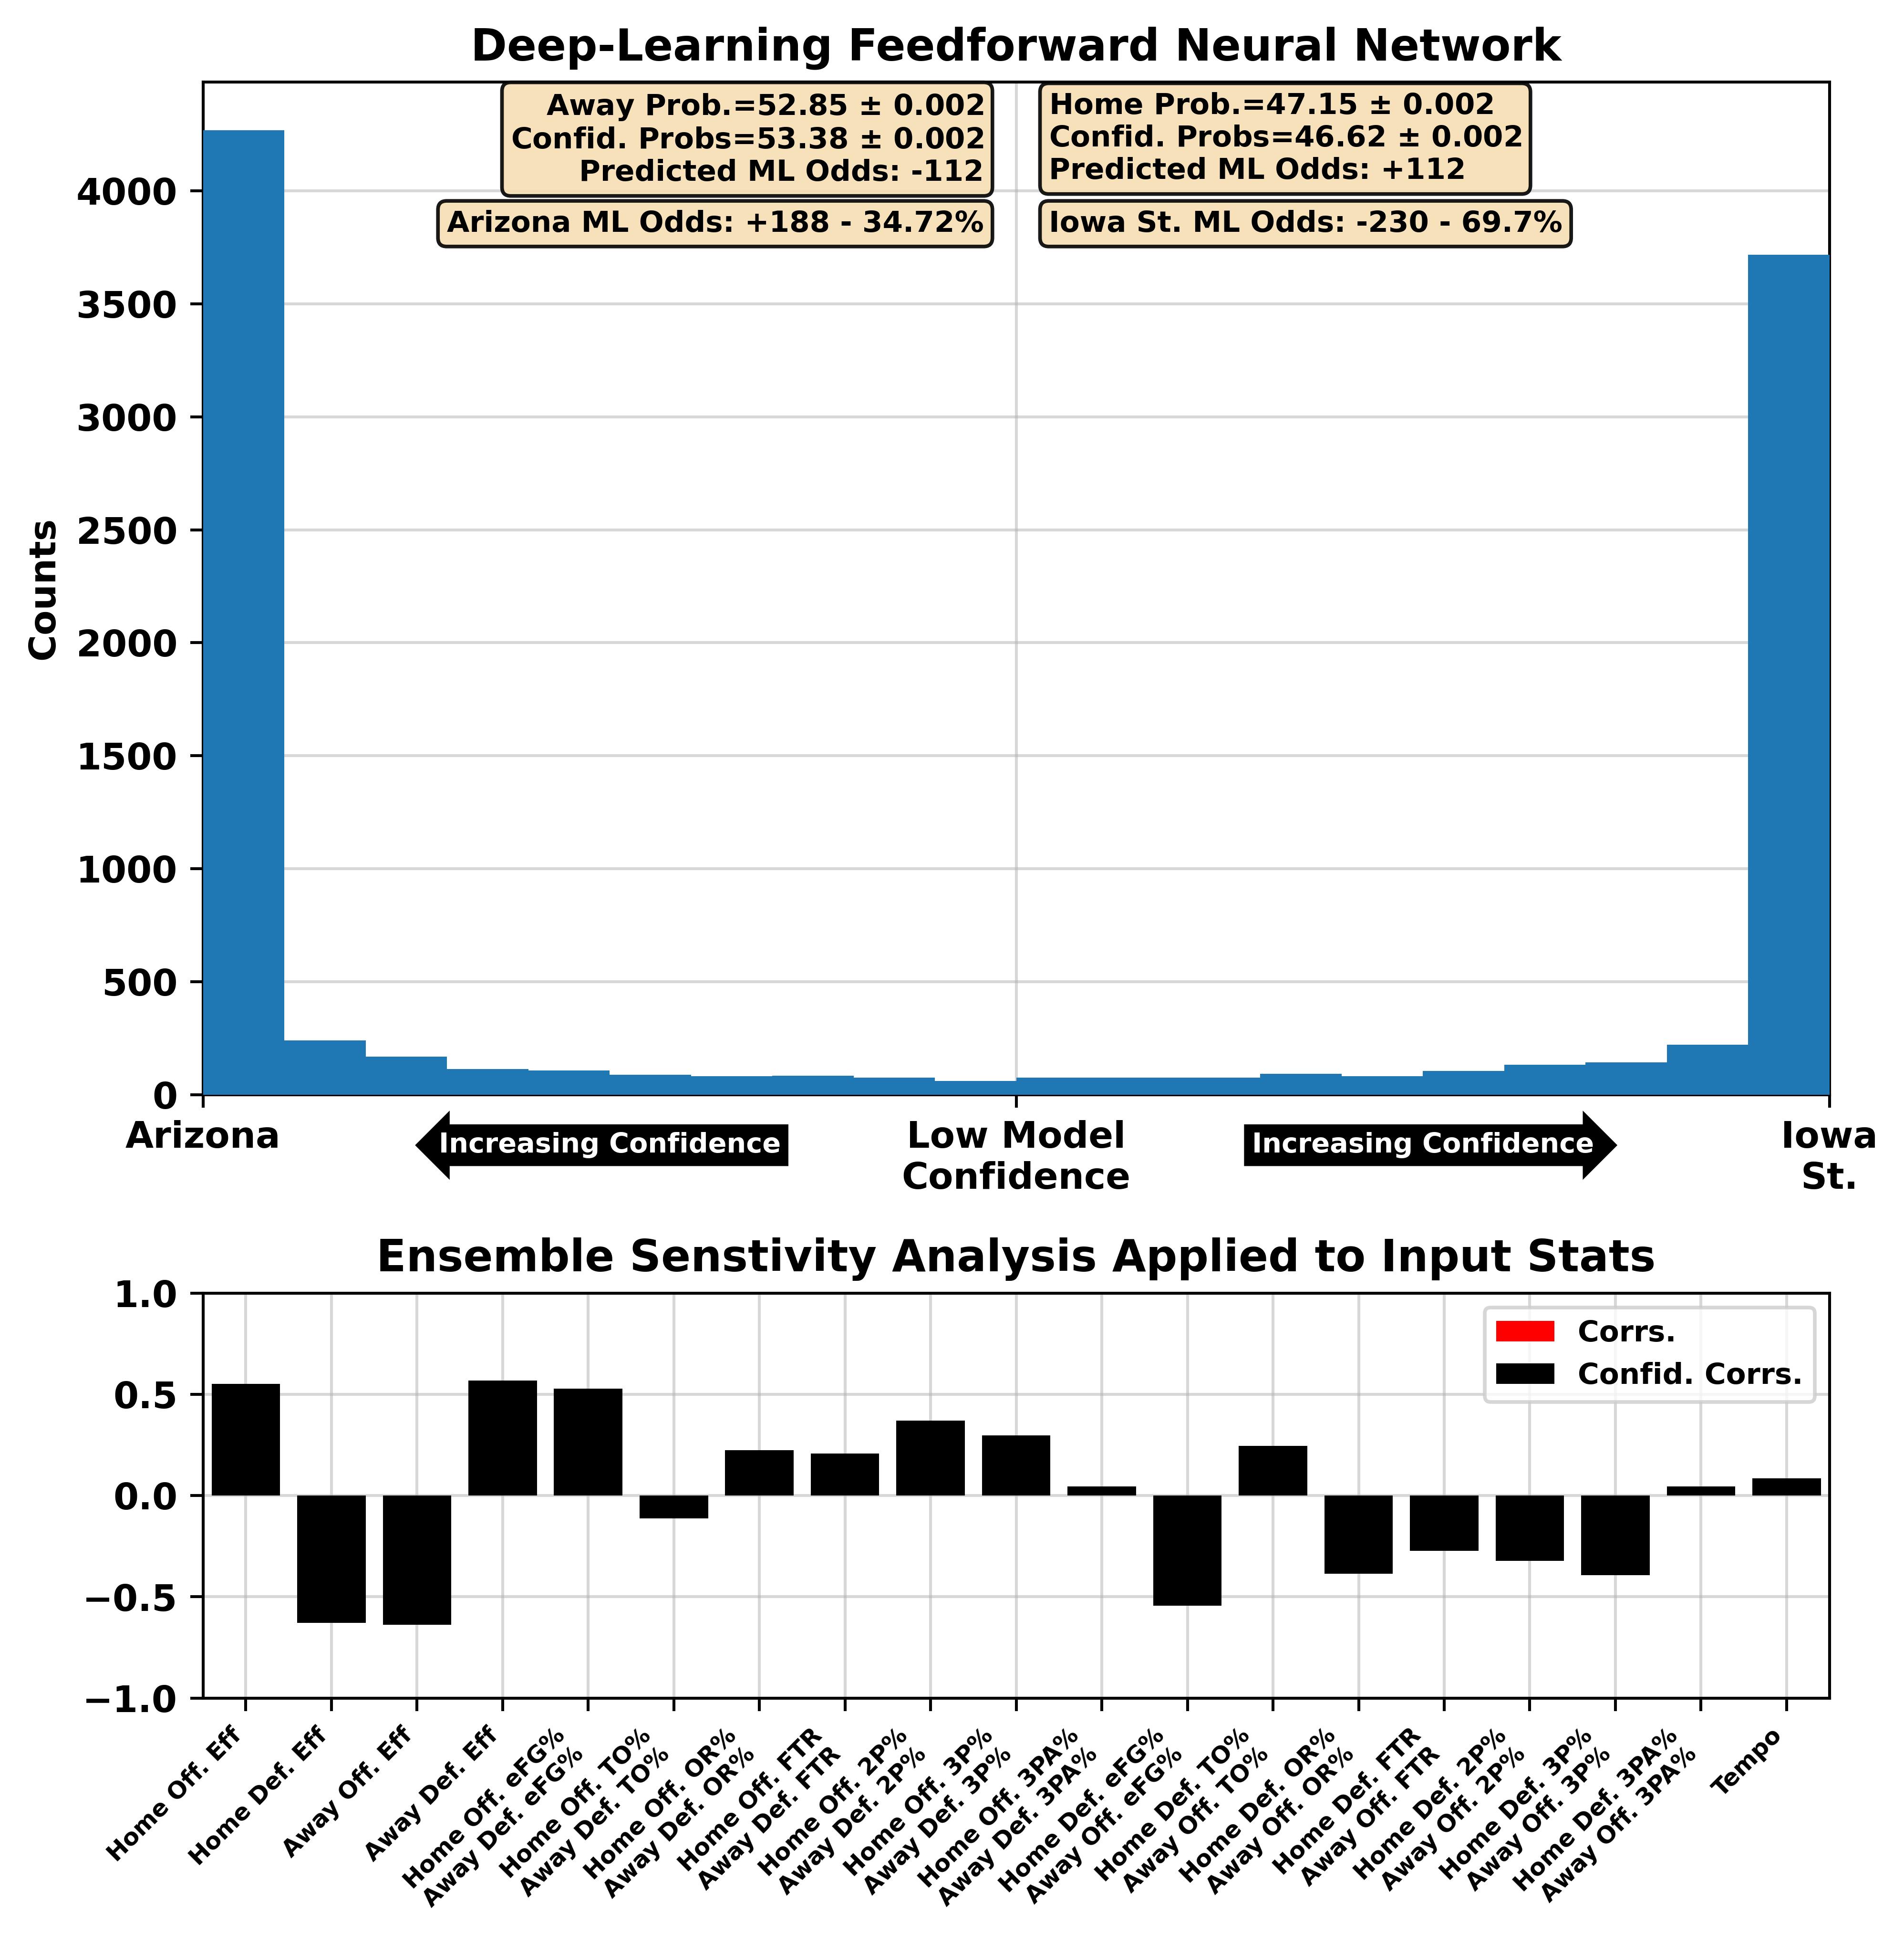 Deep-Learning Feedforward Neural Network
Away Prob.=52.85 ± 0.002
Confid. Probs=53.38 ± 0.002
Predicted ML Odds: -112
Home Prob.=47.15 ± 0.002
Confid. Probs=46.62 ± 0.002
Predicted ML Odds: +112
Arizona ML Odds: +188 - 34.72%
Iowa St. ML Odds: -230 - 69.7%
Counts
4000
3500
3000
2500
2000
1500
1000
500
0
Arizona
Increasing Confidence
Low Model
Confidence
Increasing Confidence
Iowa
St.
Ensemble Senstivity Analysis Applied to Input Stats
1.0
0.5
0.0
−0.5
−1.0
Corrs.
Confid. Corrs.
Home Off. Eff
Home Def. Eff
Away Off. Eff
Away Def. Eff
Home Off. eFG%
Away Def. eFG%
Home Off. TO%
Away Def. TO%
Home Off. OR%
Away Def. OR%
Home Off. FTR
Away Def. FTR
Home Off. 2P%
Away Def. 2P%
Home Off. 3P%
Away Def. 3P%
Home Off. 3PA%
Away Def. 3PA%
Home Def. eFG%
Away Off. eFG%
Home Def. TO%
Away Off. TO%
Home Def. OR%
Away Off. OR%
Home Def. FTR
Away Off. FTR
Home Def. 2P%
Away Off. 2P%
Home Def. 3P%
Away Off. 3P%
Home Def. 3PA%
Away Off. 3PA%
Tempo